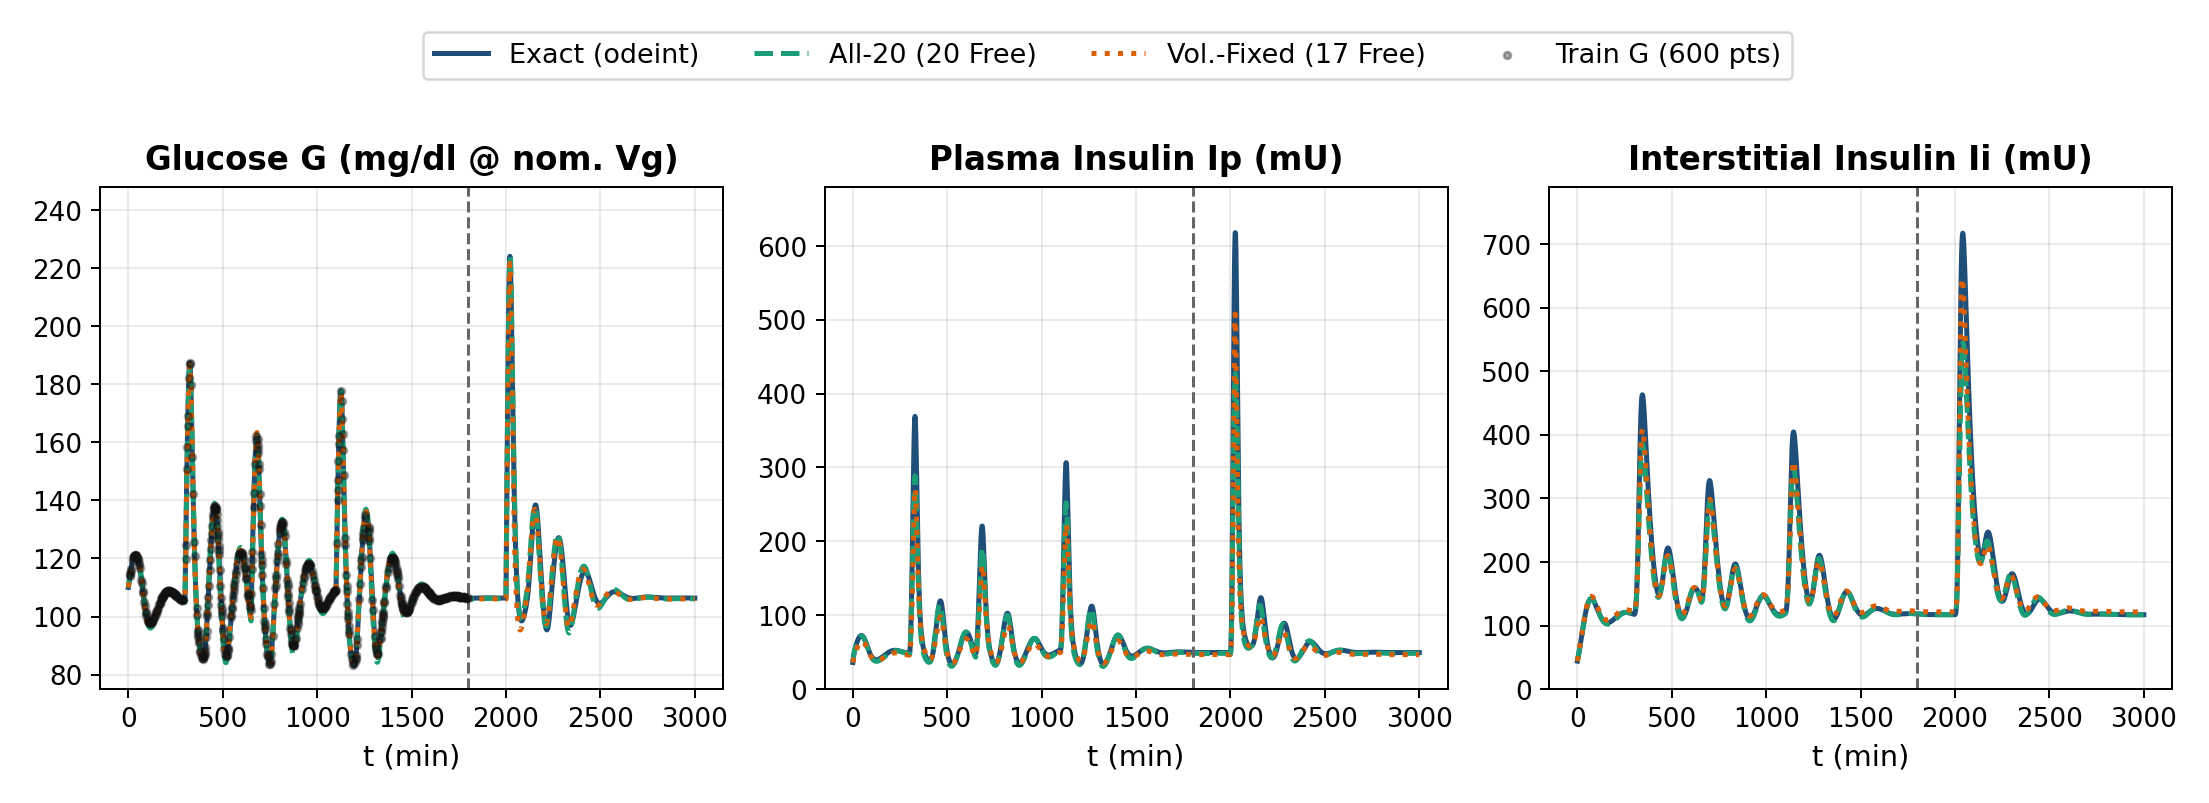 Exact (odeint) All-20 (20 Free) Vol.-Fixed (17 Free) Train G (600 pts)
Glucose G (mg/dl @ nom. Vg)
240
220
200
180
160
140
120
100
80
0 500 1000 1500 2000 2500 3000
t (min)
Plasma Insulin Ip (mU)
600
500
400
300
200
100
0
0 500 1000 1500 2000 2500 3000
t (min)
Interstitial Insulin Ii (mU)
700
600
500
400
300
200
100
0
0 500 1000 1500 2000 2500 3000
t (min)